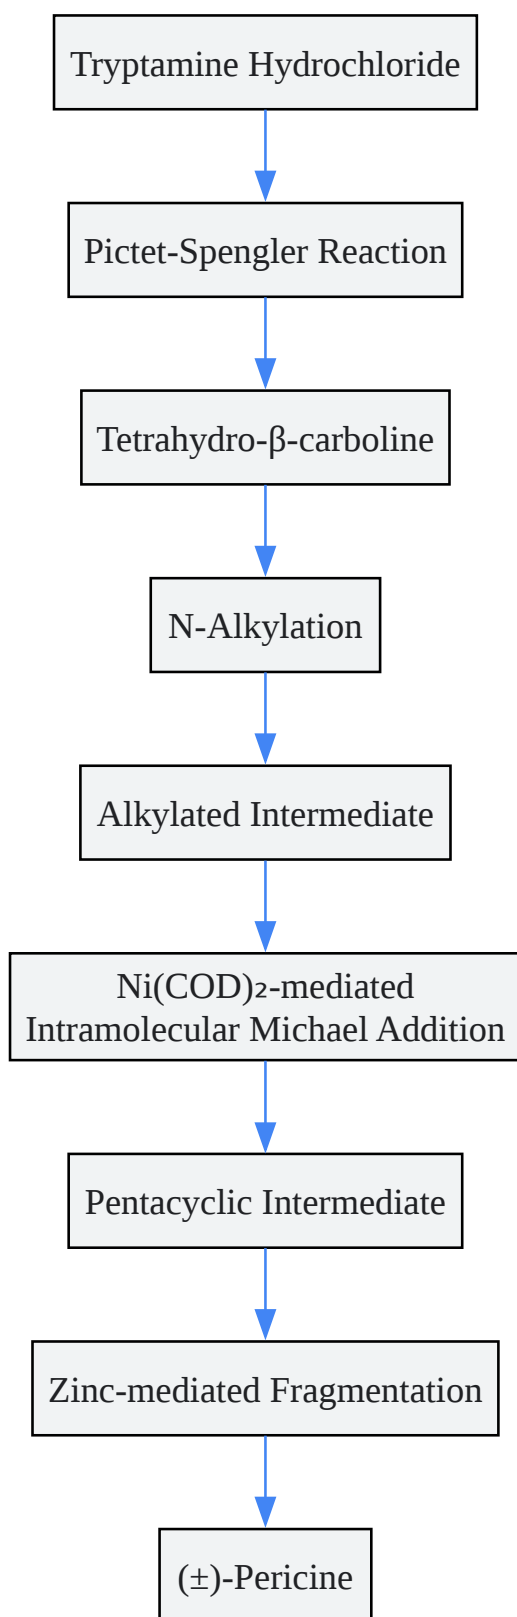 Tryptamine Hydrochloride
Pictet-Spengler Reaction
Tetrahydro-β-carboline
N-Alkylation
Alkylated Intermediate
Ni(COD)₂-mediated
Intramolecular Michael Addition
Pentacyclic Intermediate
Zinc-mediated Fragmentation
(±)-Pericine